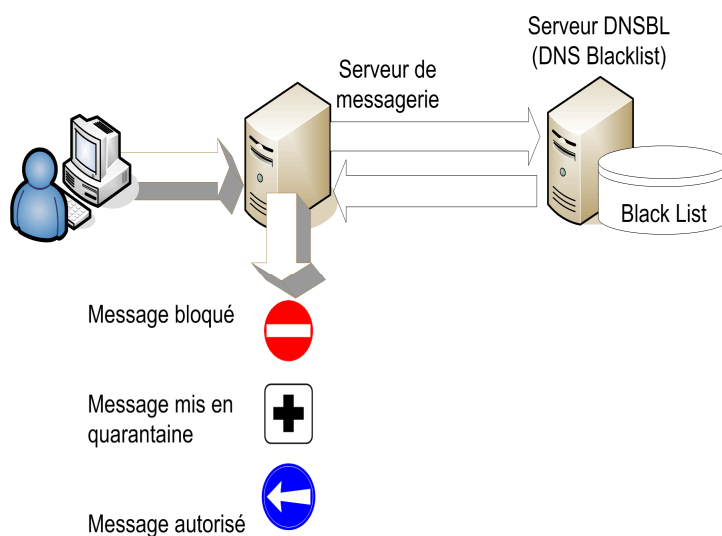 Serveur DNSBL
(DNS Blacklist)
Serveur de
messagerie
Black List
Message bloqué
Message mis en
quarantaine
Message autorisé